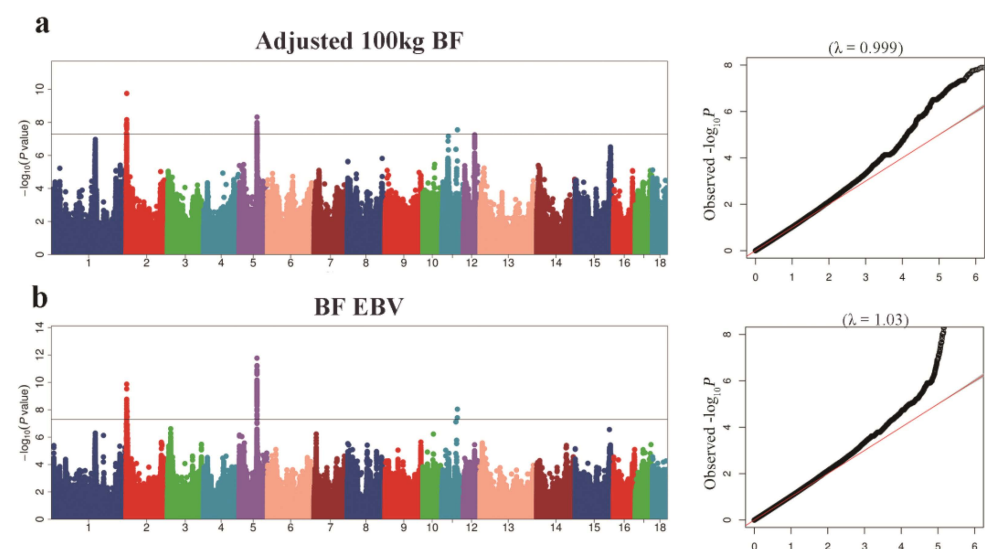 a
Adjusted 100kg BF
−log₁₀(P value)
0 2 4 6 8 10
1 2 3 4 5 6 7 8 9 10 12 13 14 15 16 18
(λ = 0.999)
Observed -log₁₀P
0 2 4 6 8
0 1 2 3 4 5 6
b
BF EBV
−log₁₀(P value)
0 2 4 6 8 10 12 14
1 2 3 4 5 6 7 8 9 10 12 13 14 15 16 18
(λ = 1.03)
Observed -log₁₀P
0 2 4 6 8
0 1 2 3 4 5 6